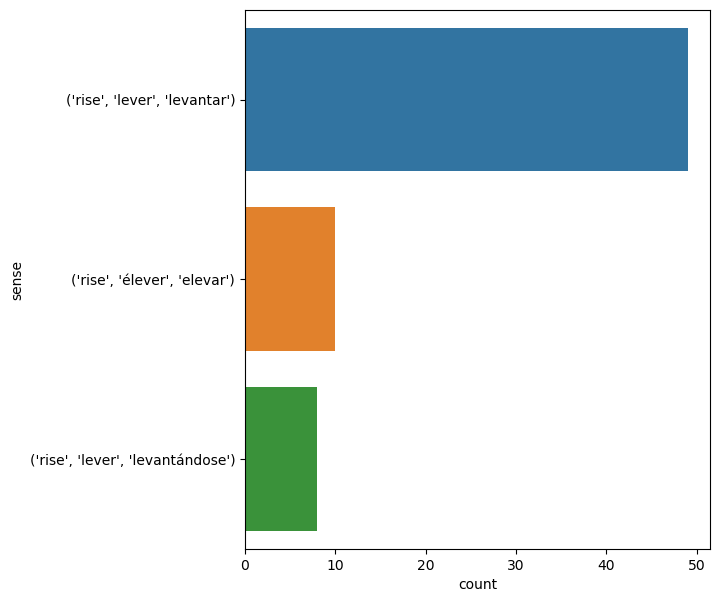 ('rise', 'lever', 'levantar')
('rise', 'élever', 'elevar')
('rise', 'lever', 'levantándose')
sense
0 10 20 30 40 50
count